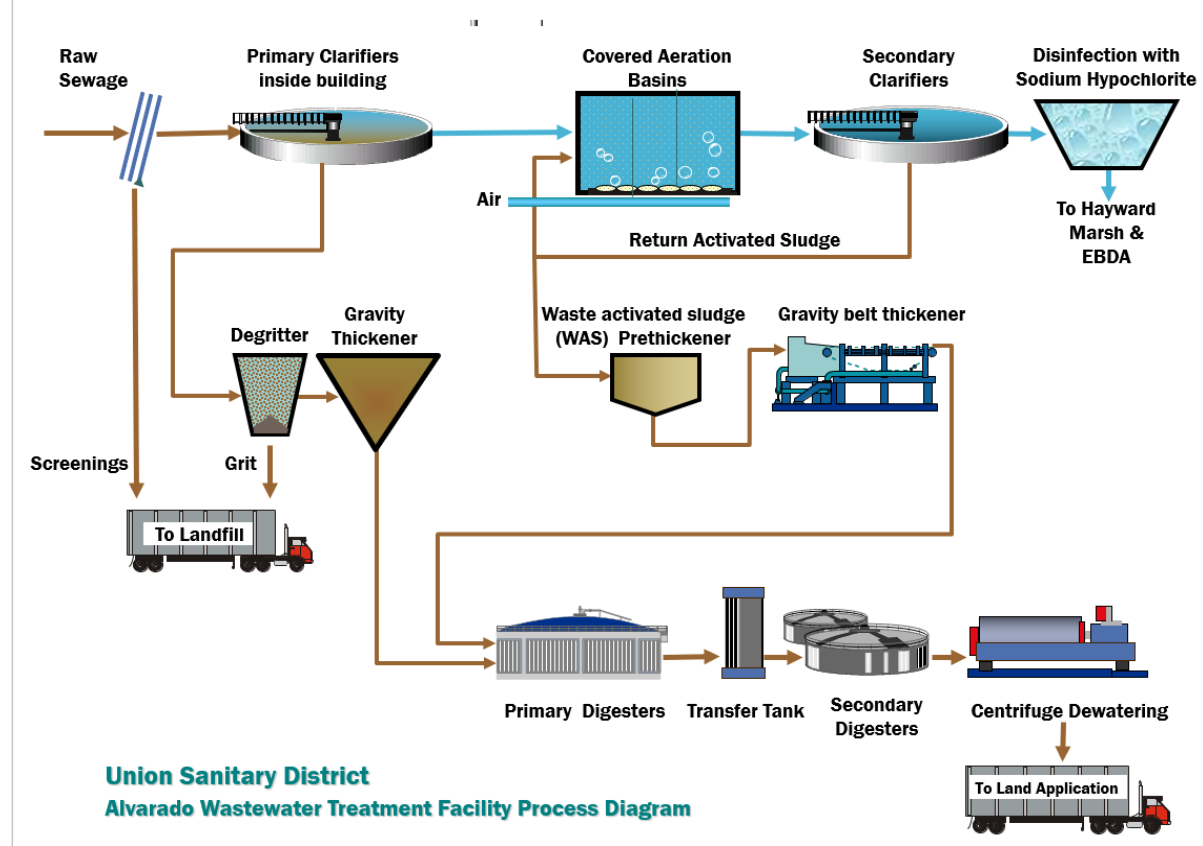 Raw
Sewage
Primary Clarifiers
inside building
Covered Aeration
Basins
Secondary
Clarifiers
Disinfection with
Sodium Hypochlorite
Air
To Hayward
Marsh &
EBDA
Return Activated Sludge
Degritter
Gravity
Thickener
Waste activated sludge
(WAS) Prethickener
Gravity belt thickener
Screenings
Grit
To Landfill
Primary Digesters
Transfer Tank
Secondary
Digesters
Centrifuge Dewatering
To Land Application
Union Sanitary District
Alvarado Wastewater Treatment Facility Process Diagram